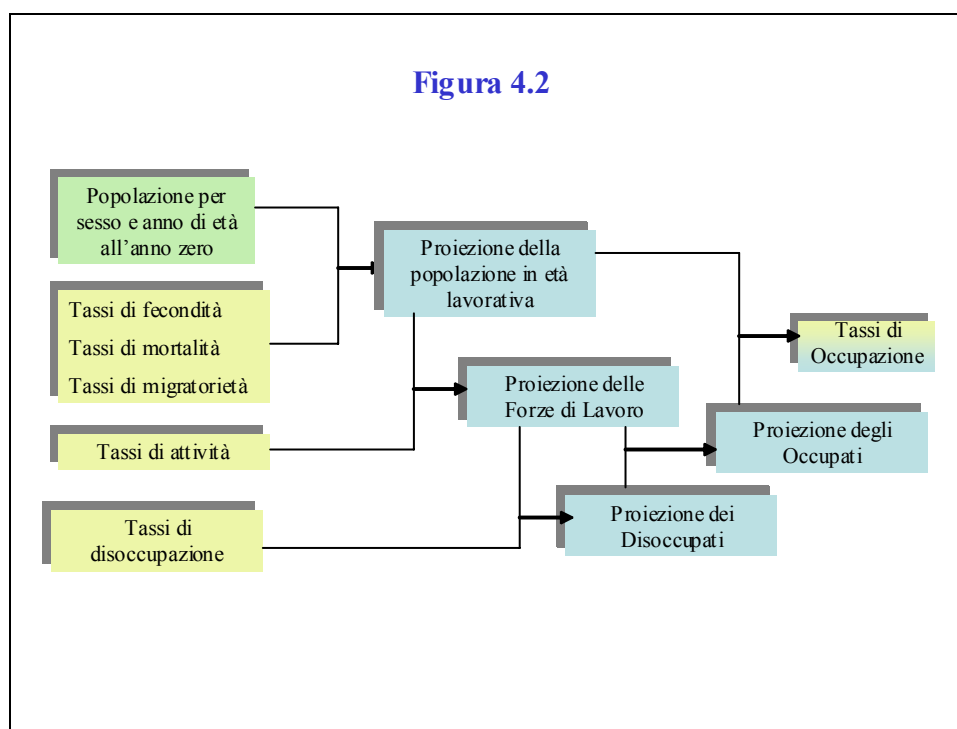 Figura 4.2
Popolazione per
sesso e anno di età
all'anno zero
Tassi di fecondità
Tassi di mortalità
Tassi di migratorietà
Tassi di attività
Tassi di
disoccupazione
Proiezione della
popolazione in età
lavorativa
Proiezione delle
Forze di Lavoro
Proiezione dei
Disoccupati
Proiezione degli
Occupati
Tassi di
Occupazione